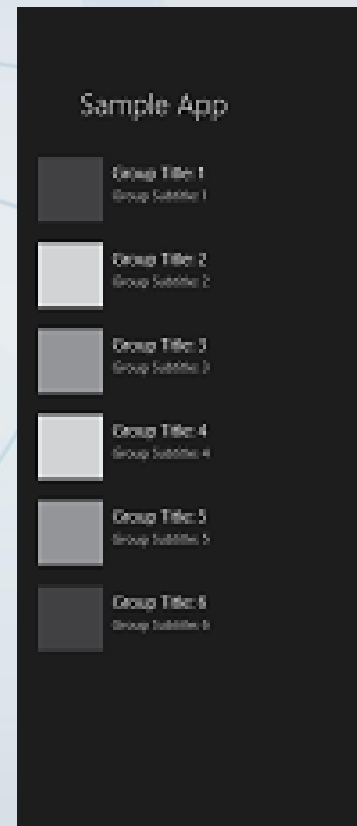 Sample App
Group Title: 1
Group Subtitle: 1
Group Title: 2
Group Subtitle: 2
Group Title: 3
Group Subtitle: 3
Group Title: 4
Group Subtitle: 4
Group Title: 5
Group Subtitle: 5
Group Title: 6
Group Subtitle: 6